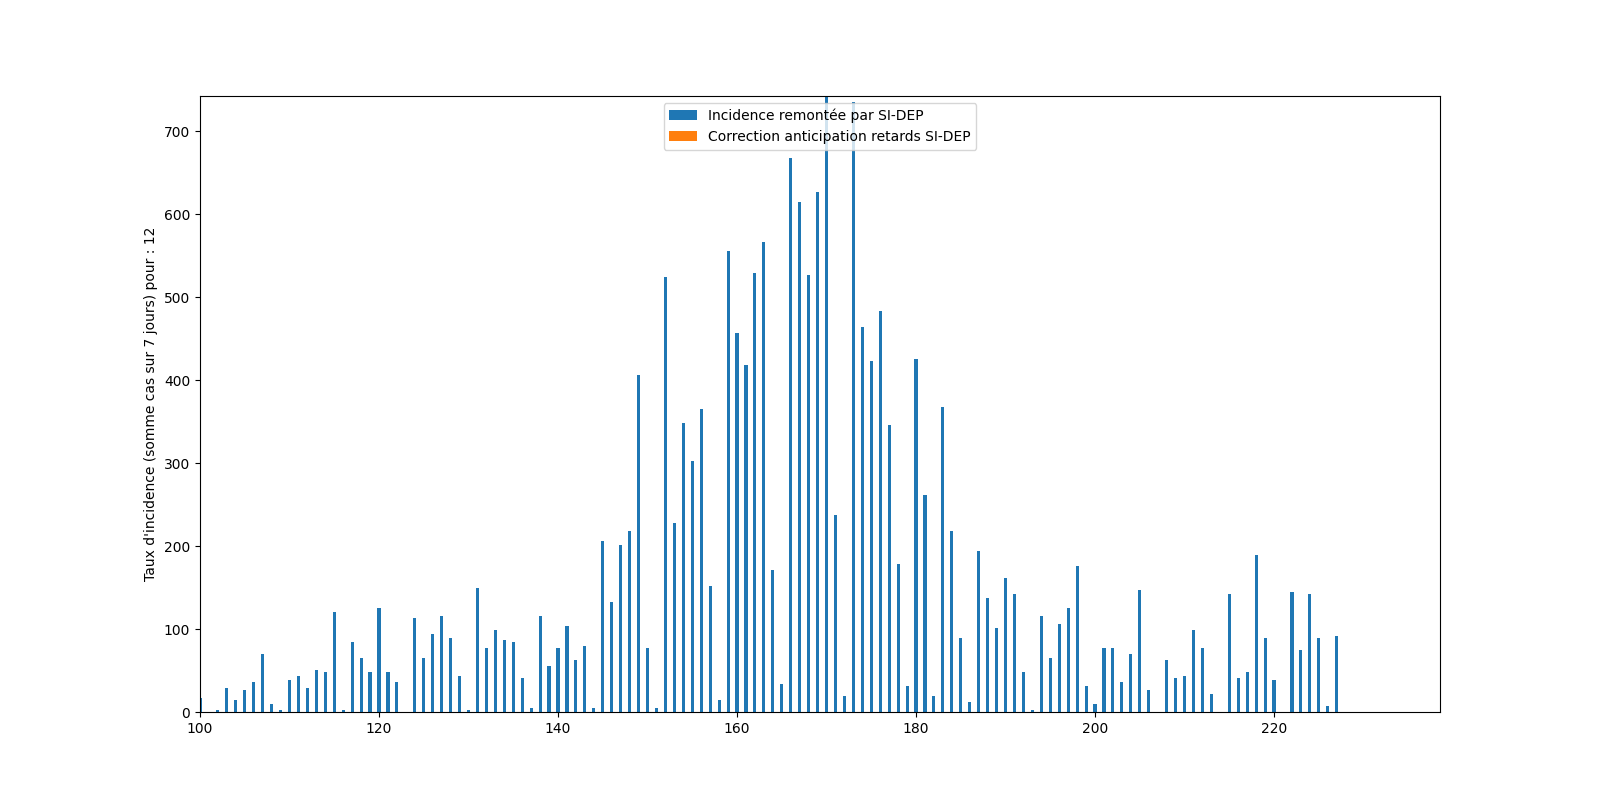 Incidence remontée par SI-DEP
Correction anticipation retards SI-DEP
Taux d'incidence (somme cas sur 7 jours) pour : 12
700
600
500
400
300
200
100
0
100 120 140 160 180 200 220